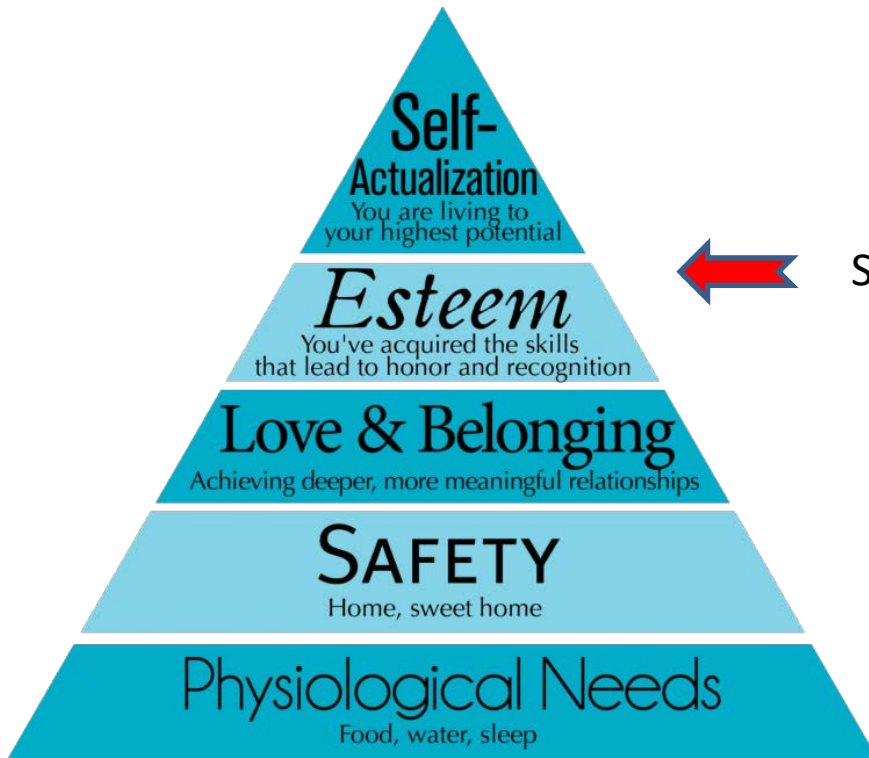 Self-
Actualization
You are living to
your highest potential
S
Esteem
You've acquired the skills
that lead to honor and recognition
Love & Belonging
Achieving deeper, more meaningful relationships
SAFETY
Home, sweet home
Physiological Needs
Food, water, sleep